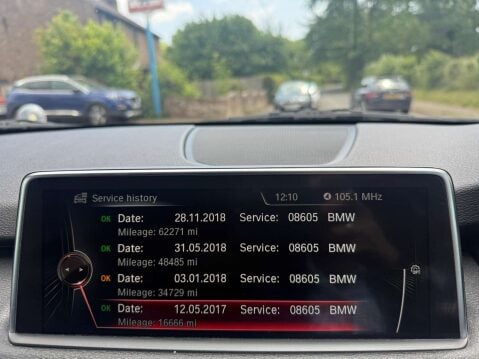 Service history 12:10 105.1 MHz
OK Date: 28.11.2018 Service: 08605 BMW
Mileage: 62271 mi
OK Date: 31.05.2018 Service: 08605 BMW
Mileage: 48485 mi
OK Date: 03.01.2018 Service: 08605 BMW
Mileage: 34729 mi
OK Date: 12.05.2017 Service: 08605 BMW
Mileage: 16666 mi